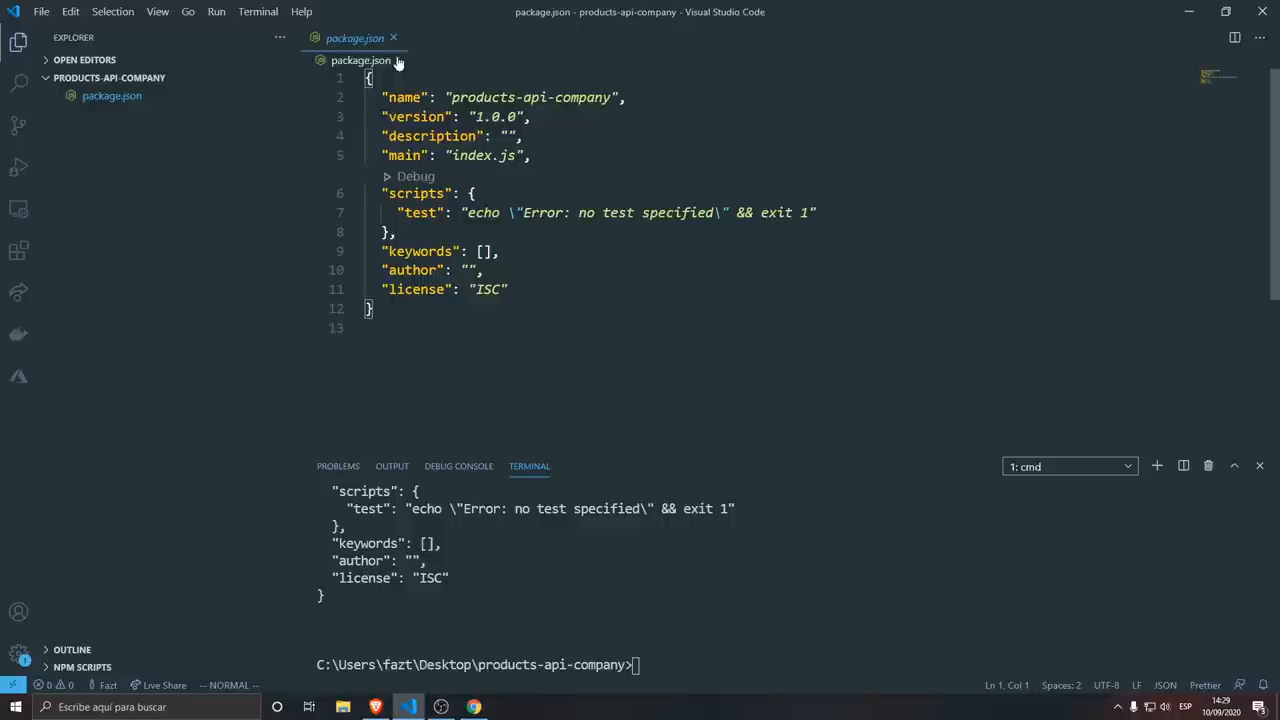 File Edit Selection View Go Run Terminal Help
package.json - products-api-company - Visual Studio Code
EXPLORER
OPEN EDITORS
PRODUCTS-API-COMPANY
package.json
package.json
package.json
1 {
2 "name": "products-api-company",
3 "version": "1.0.0",
4 "description": "",
5 "main": "index.js",
Debug
6 "scripts": {
7 "test": "echo \"Error: no test specified\" && exit 1"
8 },
9 "keywords": [],
10 "author": "",
11 "license": "ISC"
12 }
13
PROBLEMS OUTPUT DEBUG CONSOLE TERMINAL
1: cmd
"scripts": {
"test": "echo \"Error: no test specified\" && exit 1"
},
"keywords": [],
"author": "",
"license": "ISC"
}
C:\Users\fazt\Desktop\products-api-company>
OUTLINE
NPM SCRIPTS
1
0 0 Fazt Live Share -- NORMAL --
Ln 1, Col 1 Spaces: 2 UTF-8 LF JSON Prettier
Escribe aquí para buscar
ESP
14:29
10/09/2020
3